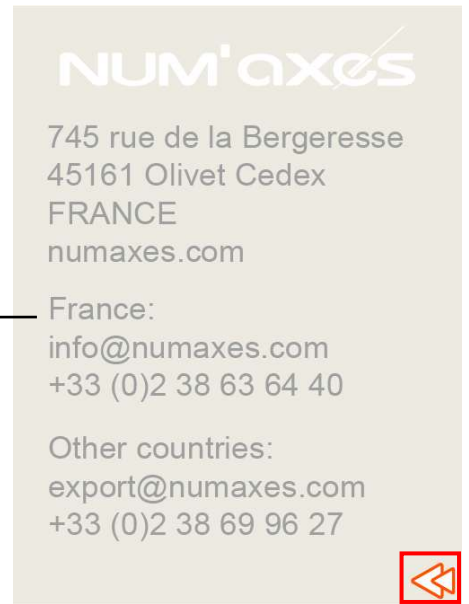 NUM'axes
745 rue de la Bergeresse
45161 Olivet Cedex
FRANCE
numaxes.com
France:
info@numaxes.com
+33 (0)2 38 63 64 40
Other countries:
export@numaxes.com
+33 (0)2 38 69 96 27